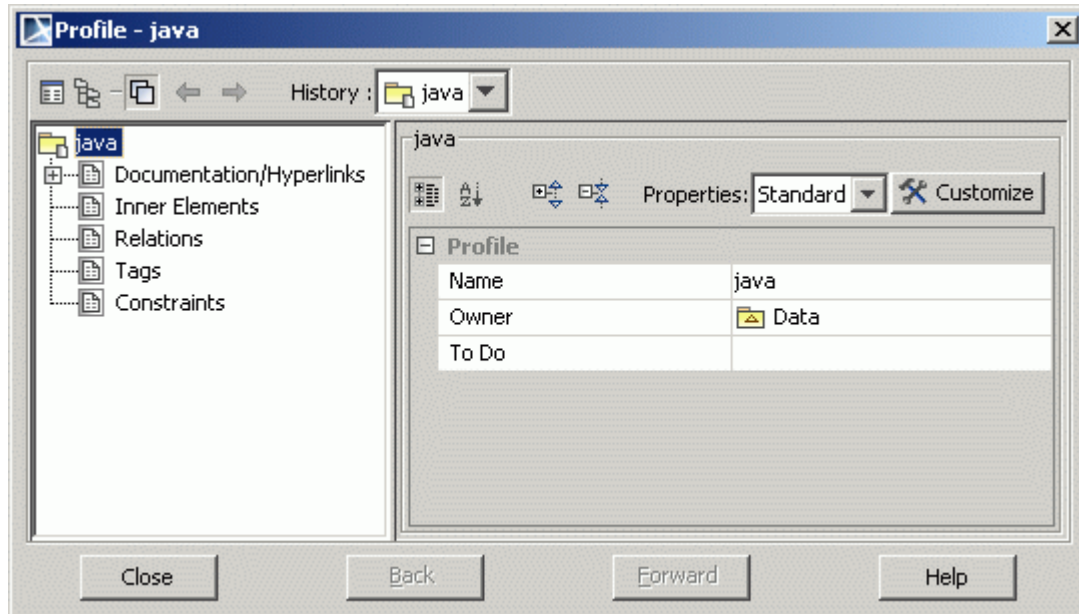 Profile - java
History : java
java
Documentation/Hyperlinks
Inner Elements
Relations
Tags
Constraints
java
Properties: Standard Customize
Profile
Name java
Owner Data
To Do
Close Back Forward Help